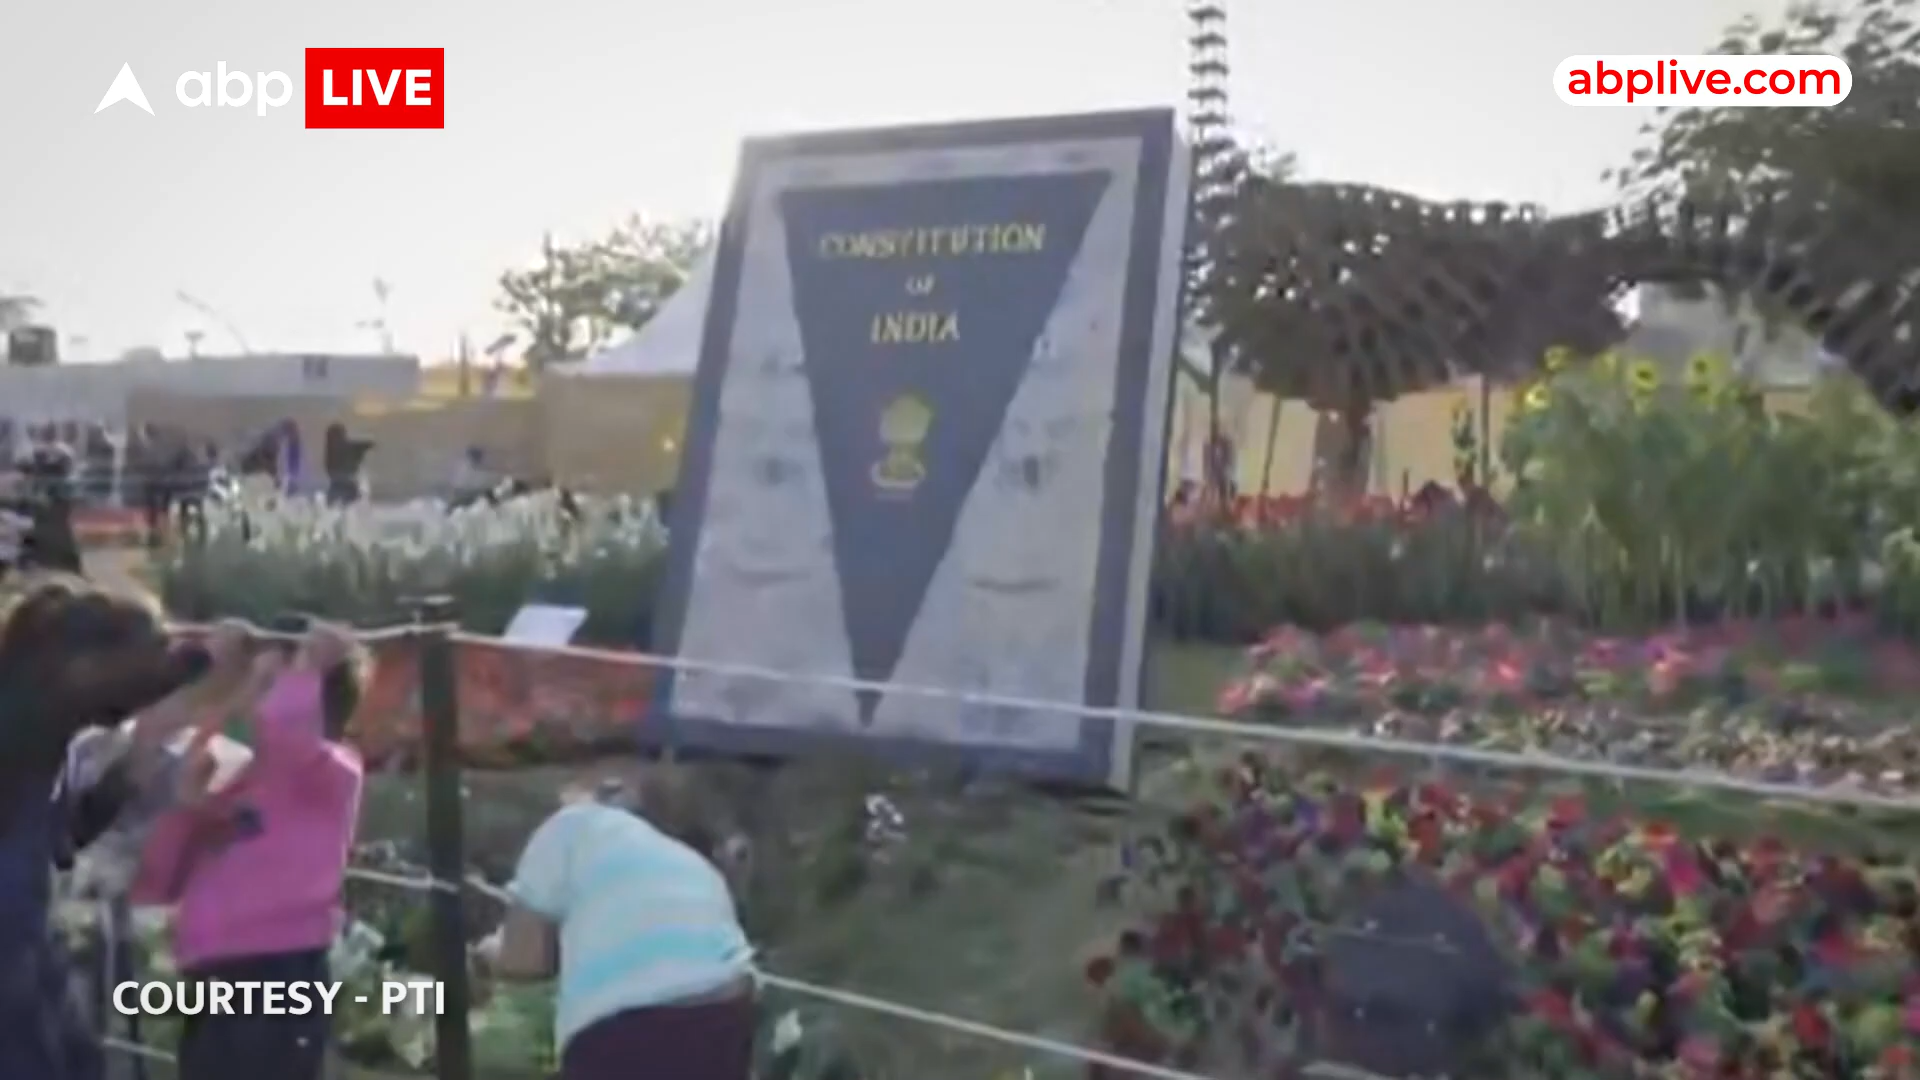 abp LIVE
abplive.com
CONSTITUTION
OF
INDIA
COURTESY - PTI